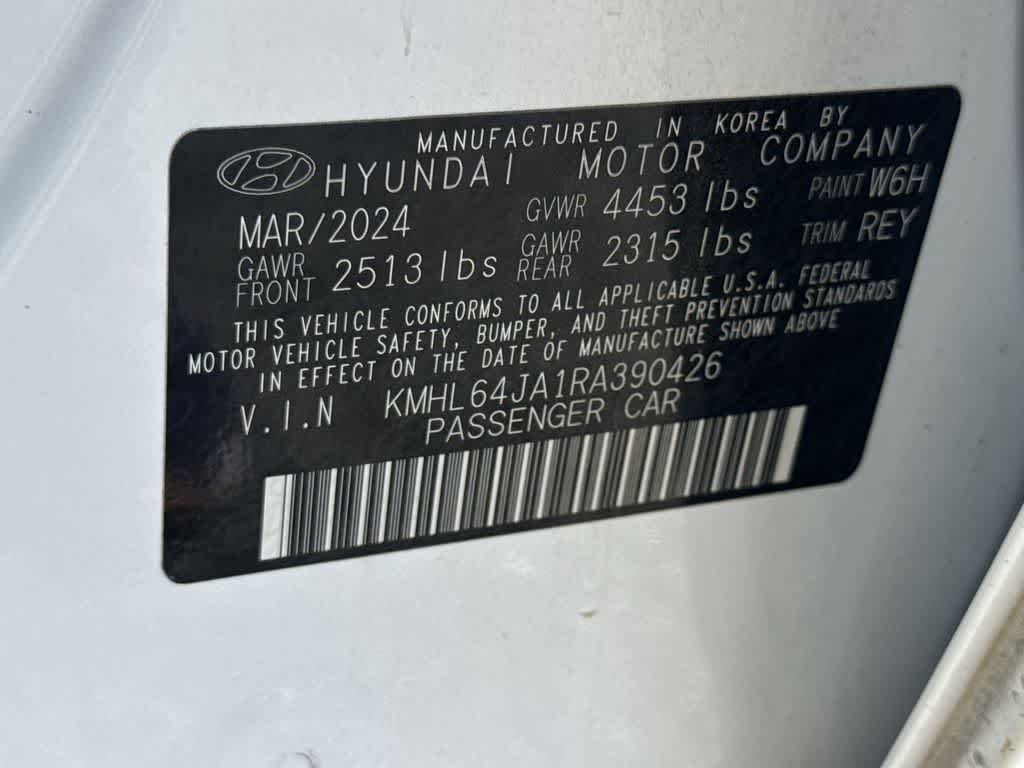 MANUFACTURED IN KOREA BY
HYUNDAI MOTOR COMPANY
MAR/2024 GVWR 4453 lbs PAINT W6H
GAWR FRONT 2513 lbs GAWR REAR 2315 lbs TRIM REY
THIS VEHICLE CONFORMS TO ALL APPLICABLE U.S.A. FEDERAL
MOTOR VEHICLE SAFETY, BUMPER, AND THEFT PREVENTION STANDARDS
IN EFFECT ON THE DATE OF MANUFACTURE SHOWN ABOVE
V.I.N KMHL64JA1RA390426
PASSENGER CAR